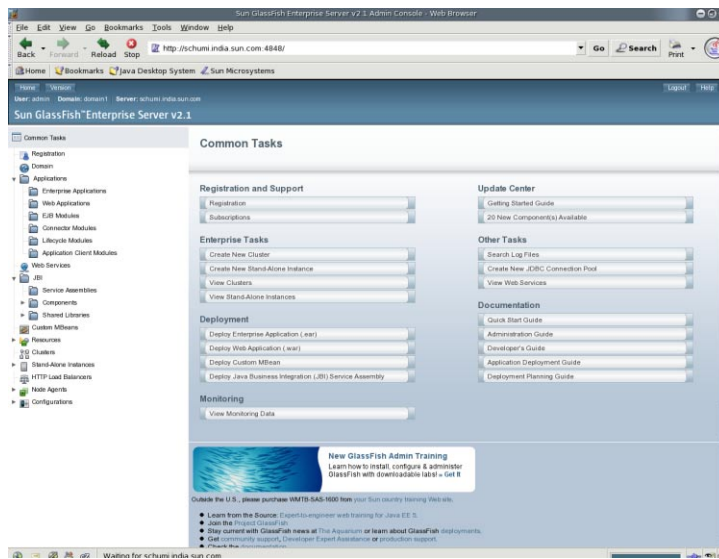 Sun GlassFish Enterprise Server v2.1 Admin Console - Web Browser
File Edit View Go Bookmarks Tools Window Help
Back Forward Reload Stop http://schumi.india.sun.com:4848/ Go Search Print
Home Bookmarks Java Desktop System Sun Microsystems
Home Version Logout Help
User: admin Domain: domain1 Server: schumi.india.sun.com
Sun GlassFish™ Enterprise Server v2.1
Common Tasks
Registration
Domain
Applications
Enterprise Applications
Web Applications
EJB Modules
Connector Modules
Lifecycle Modules
Application Client Modules
Web Services
JBI
Service Assemblies
Components
Shared Libraries
Custom MBeans
Resources
Clusters
Stand-Alone Instances
HTTP Load Balancers
Node Agents
Configurations
Common Tasks
Registration and Support
Registration
Subscriptions
Enterprise Tasks
Create New Cluster
Create New Stand-Alone Instance
View Clusters
View Stand-Alone Instances
Deployment
Deploy Enterprise Application (.ear)
Deploy Web Application (.war)
Deploy Custom MBean
Deploy Java Business Integration (JBI) Service Assembly
Monitoring
View Monitoring Data
Update Center
Getting Started Guide
20 New Component(s) Available
Other Tasks
Search Log Files
Create New JDBC Connection Pool
View Web Services
Documentation
Quick Start Guide
Administration Guide
Developer's Guide
Application Deployment Guide
Deployment Planning Guide
New GlassFish Admin Training
Learn how to install, configure & administer
GlassFish with downloadable labs! » Get It
Outside the U.S., please purchase WMTB-SAS-1600 from your Sun country training Web site.
Learn from the Source: Expert-to-engineer web training for Java EE 5.
Join the Project GlassFish
Stay current with GlassFish news at The Aquarium or learn about GlassFish deployments.
Get community support, Developer Expert Assistance or production support.
Check the documentation
Waiting for schumi.india.sun.com